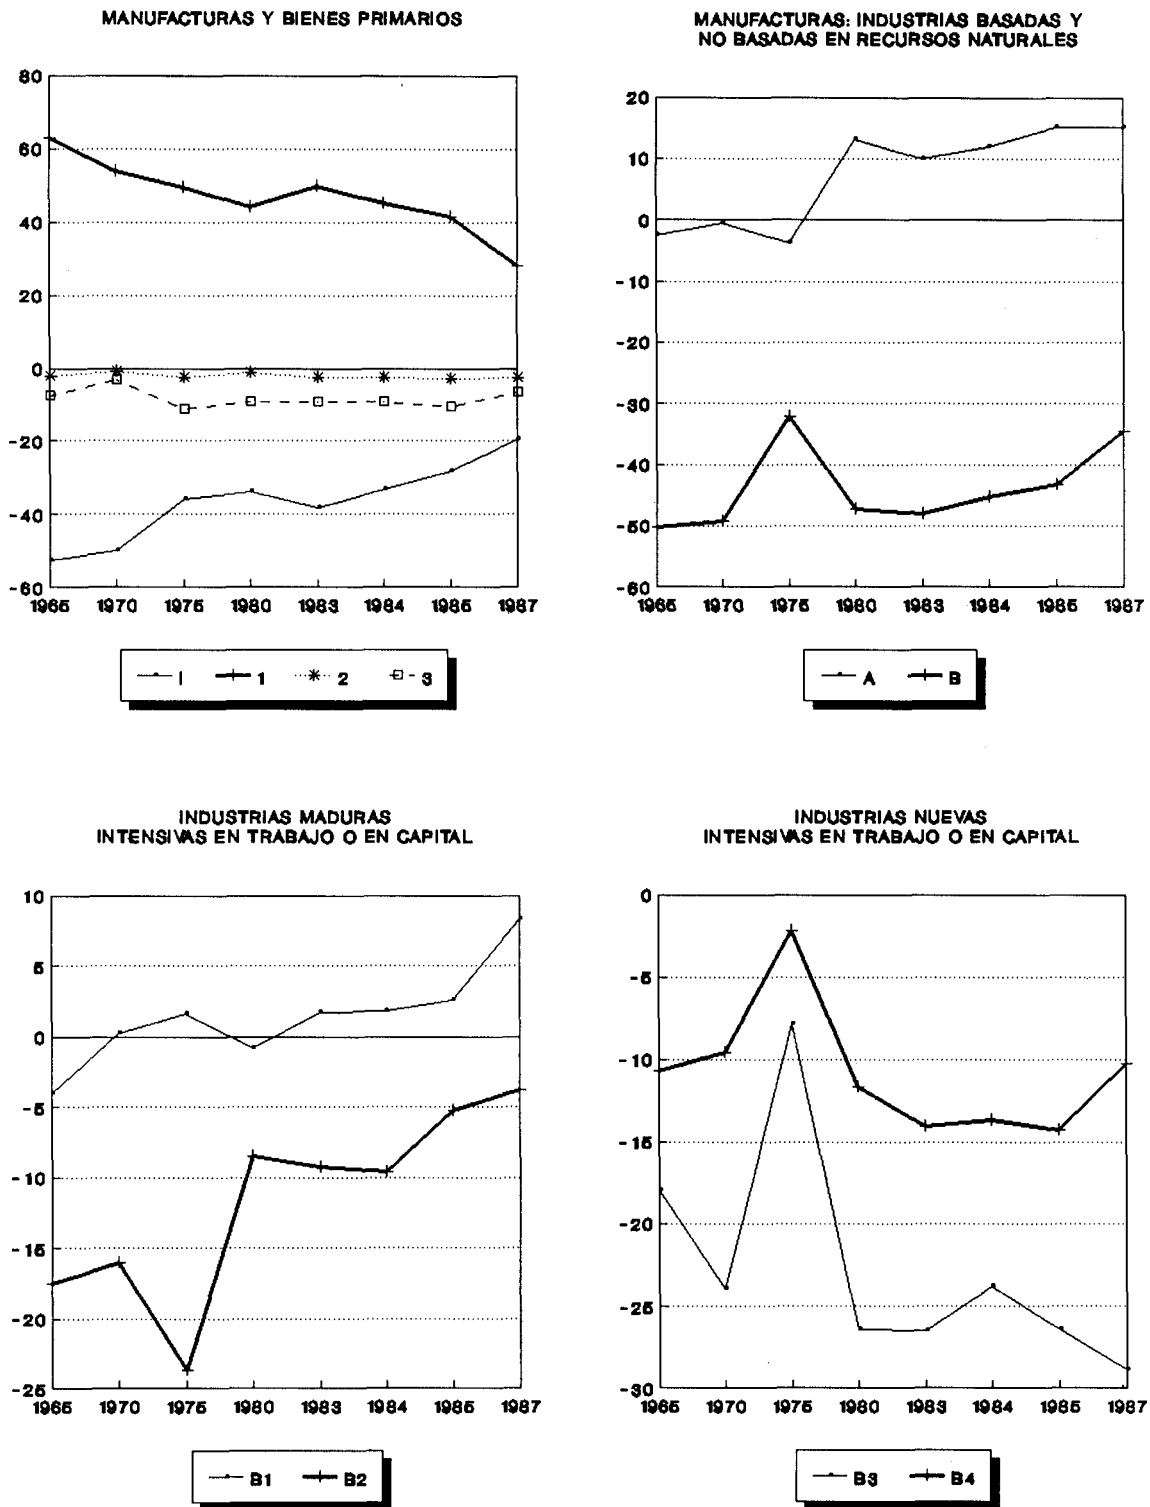 MANUFACTURAS Y BIENES PRIMARIOS
80
60
40
20
0
-20
-40
-60
1965 1970 1975 1980 1983 1984 1985 1987
I 1 2 3
MANUFACTURAS: INDUSTRIAS BASADAS Y
NO BASADAS EN RECURSOS NATURALES
20
10
0
-10
-20
-30
-40
-50
-60
1965 1970 1975 1980 1983 1984 1985 1987
A B
INDUSTRIAS MADURAS
INTENSIVAS EN TRABAJO O EN CAPITAL
10
5
0
-5
-10
-15
-20
-25
1965 1970 1975 1980 1983 1984 1985 1987
B1 B2
INDUSTRIAS NUEVAS
INTENSIVAS EN TRABAJO O EN CAPITAL
0
-5
-10
-15
-20
-25
-30
1965 1970 1975 1980 1983 1984 1985 1987
B3 B4